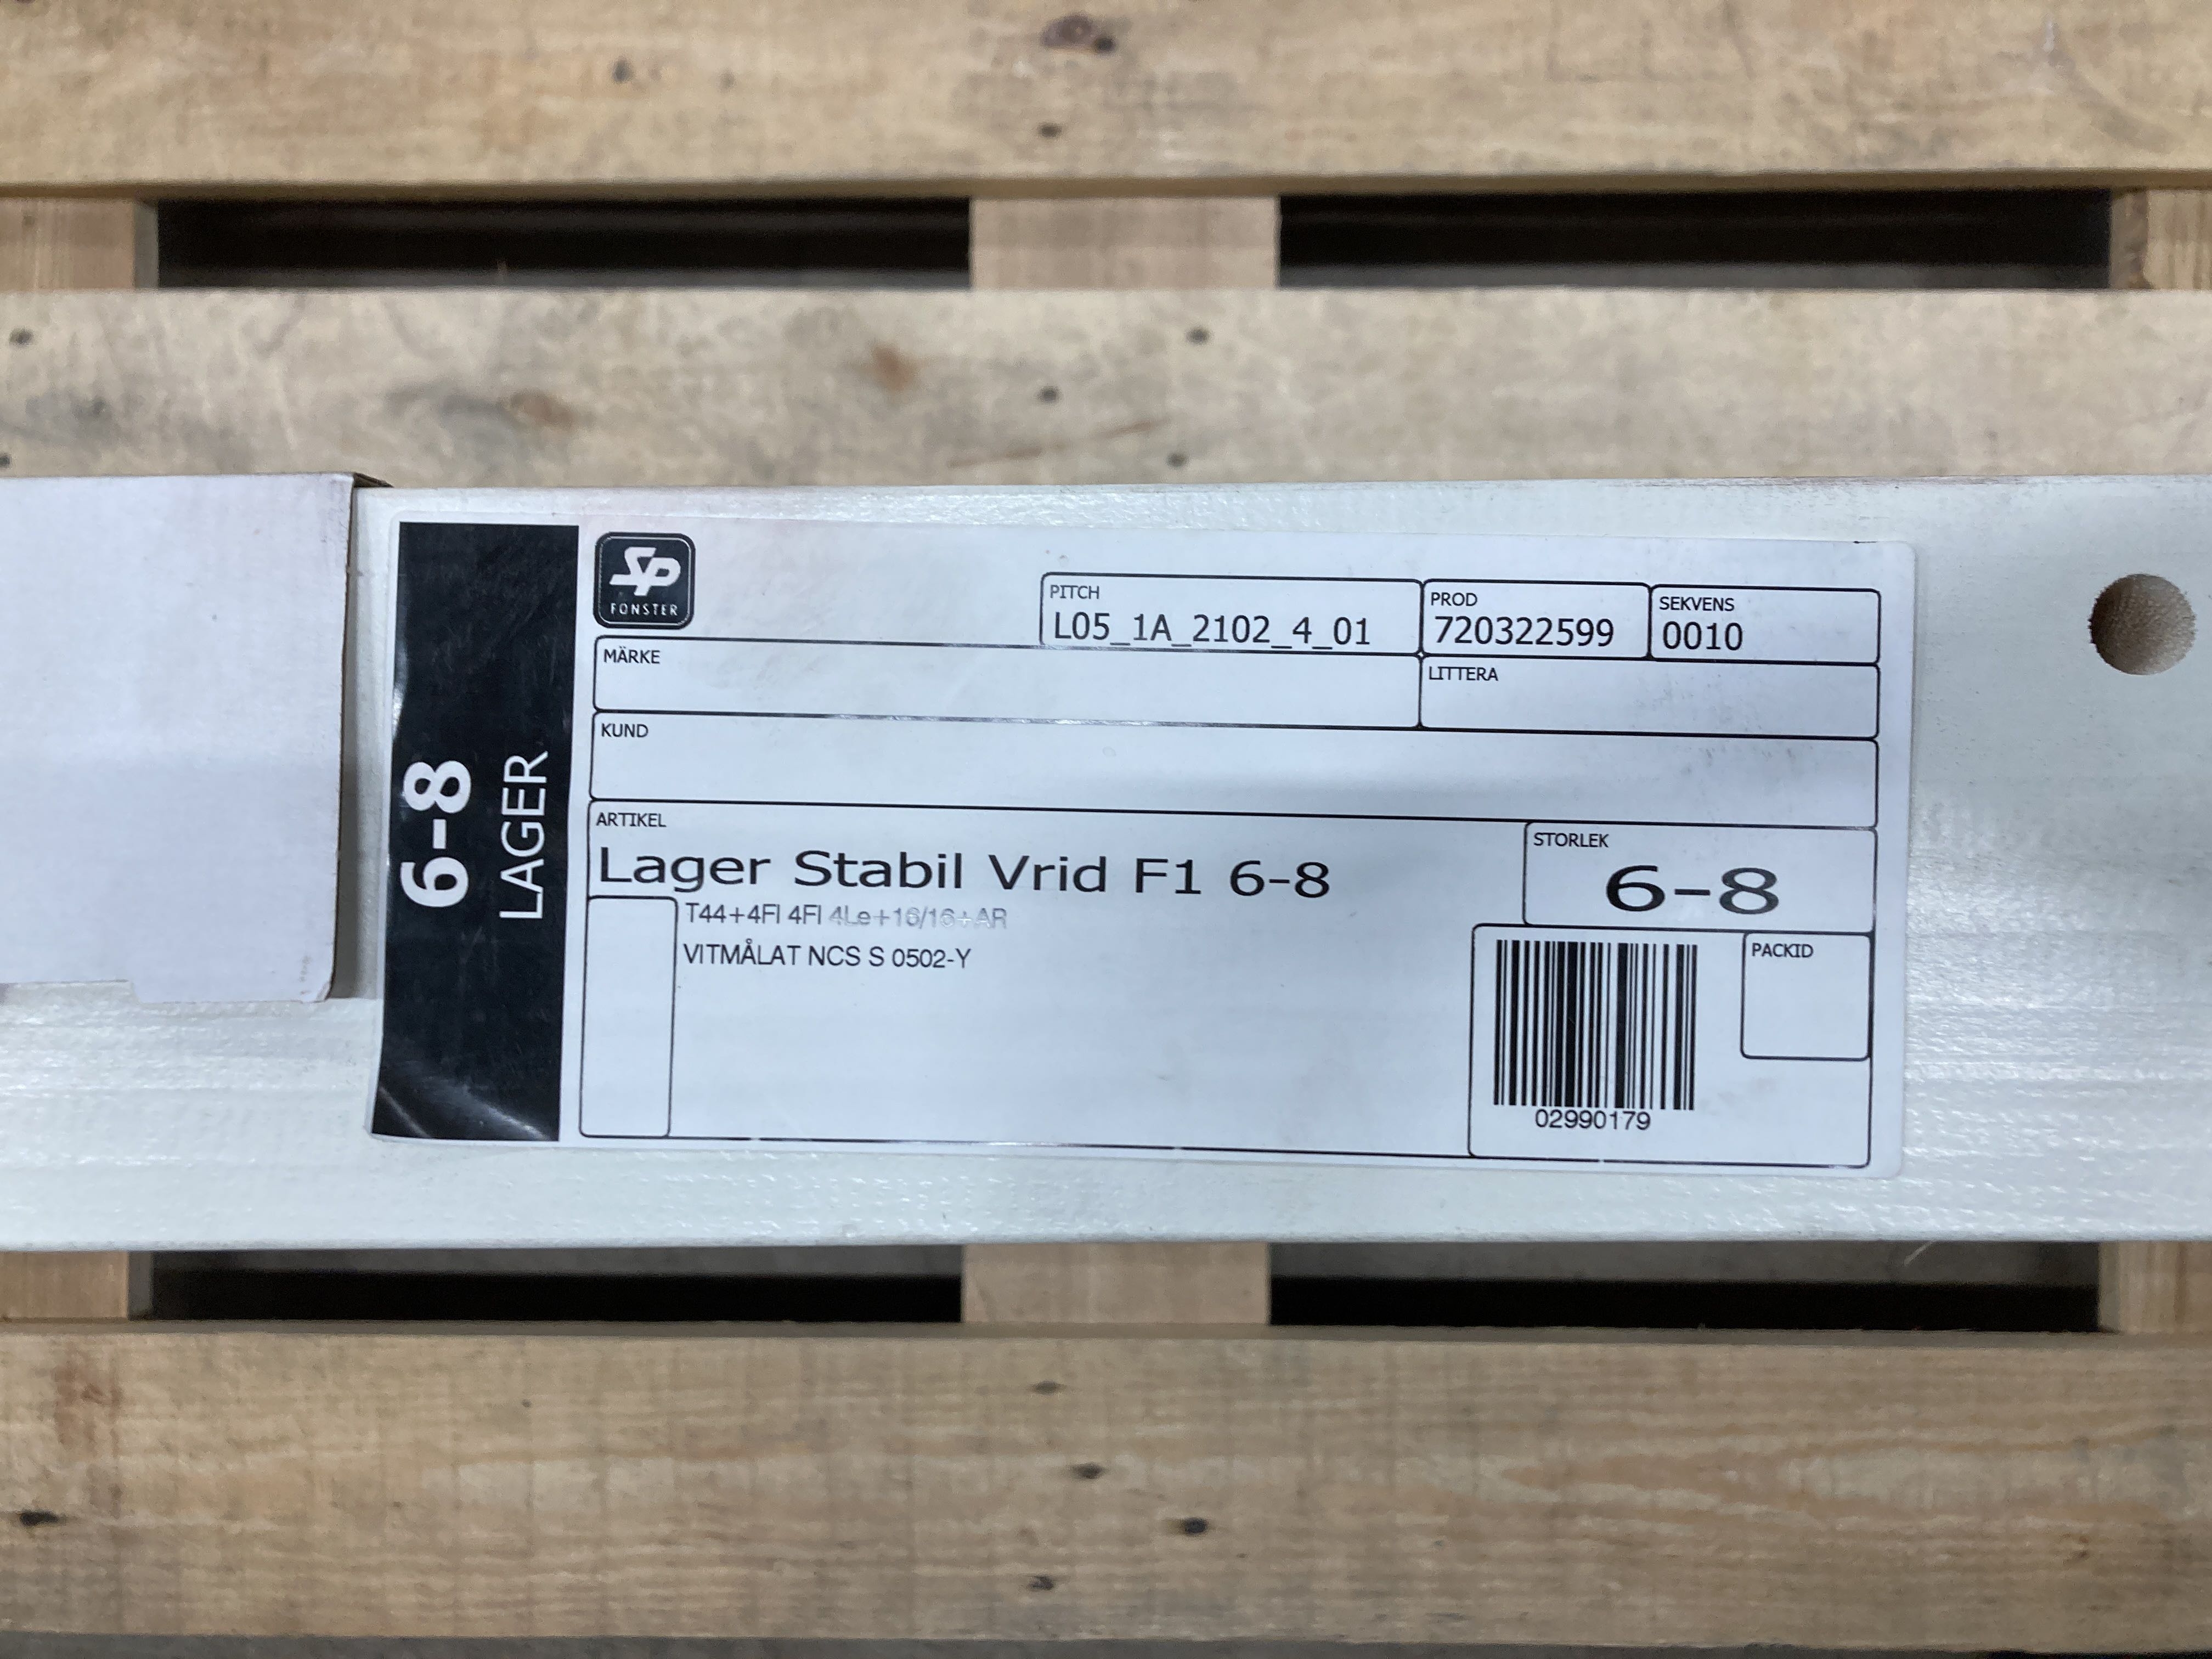 6-8
LAGER
SP
FÖNSTER
PITCH
L05_1A_2102_4_01
PROD
720322599
SEKVENS
0010
MÄRKE
LITTERA
KUND
ARTIKEL
Lager Stabil Vrid F1 6-8
STORLEK
6-8
T44+4Fl 4Fl 4Le+16/16+AR
VITMÅLAT NCS S 0502-Y
PACKID
02990179